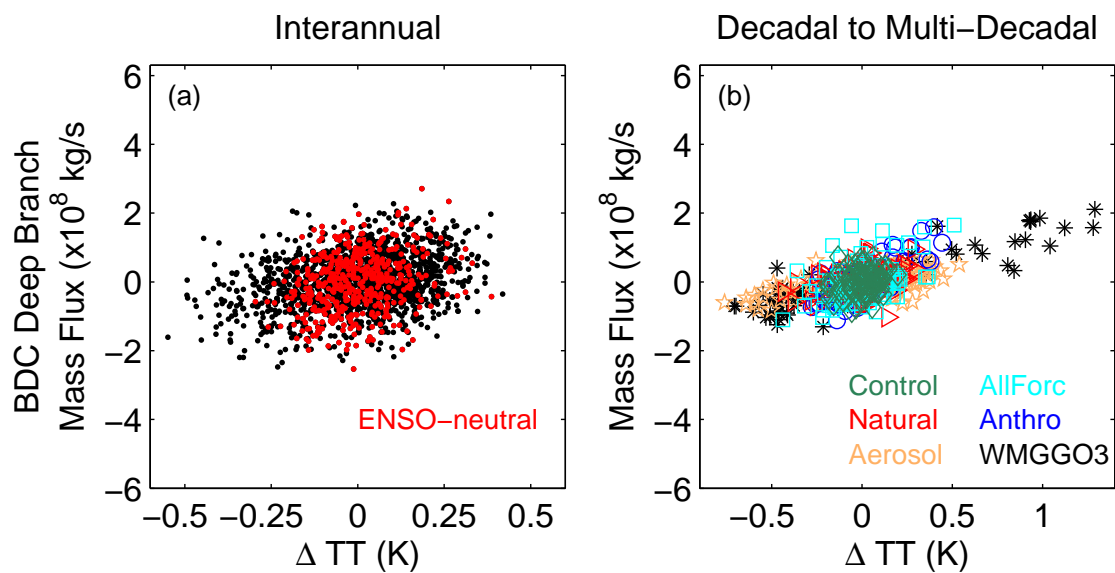 Interannual
Decadal to Multi−Decadal
BDC Deep Branch
Mass Flux (x10^8 kg/s)
(a)
6
4
2
0
−2
−4
−6
ENSO−neutral
−0.5
−0.25
0
0.25
0.5
Δ TT (K)
Mass Flux (x10^8 kg/s)
(b)
6
4
2
0
−2
−4
−6
Control
AllForc
Natural
Anthro
Aerosol
WMGGO3
−0.5
0
0.5
1
Δ TT (K)